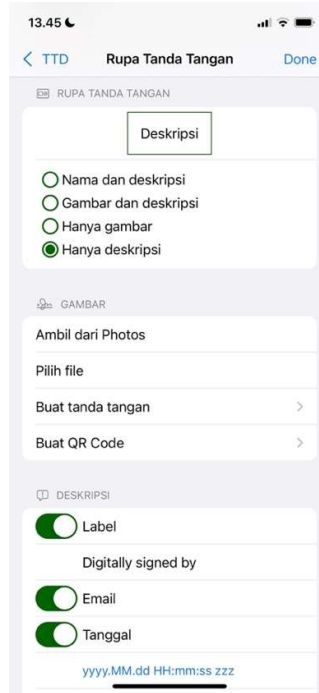 13.45
TTD
Rupa Tanda Tangan
Done
RUPA TANDA TANGAN
Deskripsi
Nama dan deskripsi
Gambar dan deskripsi
Hanya gambar
Hanya deskripsi
GAMBAR
Ambil dari Photos
Pilih file
Buat tanda tangan
Buat QR Code
DESKRIPSI
Label
Digitally signed by
Email
Tanggal
yyyy.MM.dd HH:mm:ss zzz